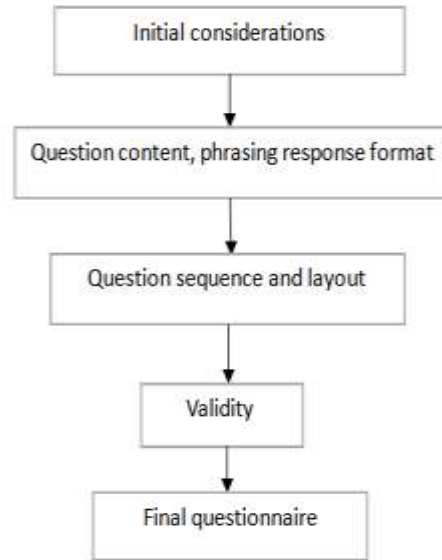 Initial considerations
Question content, phrasing response format
Question sequence and layout
Validity
Final questionnaire